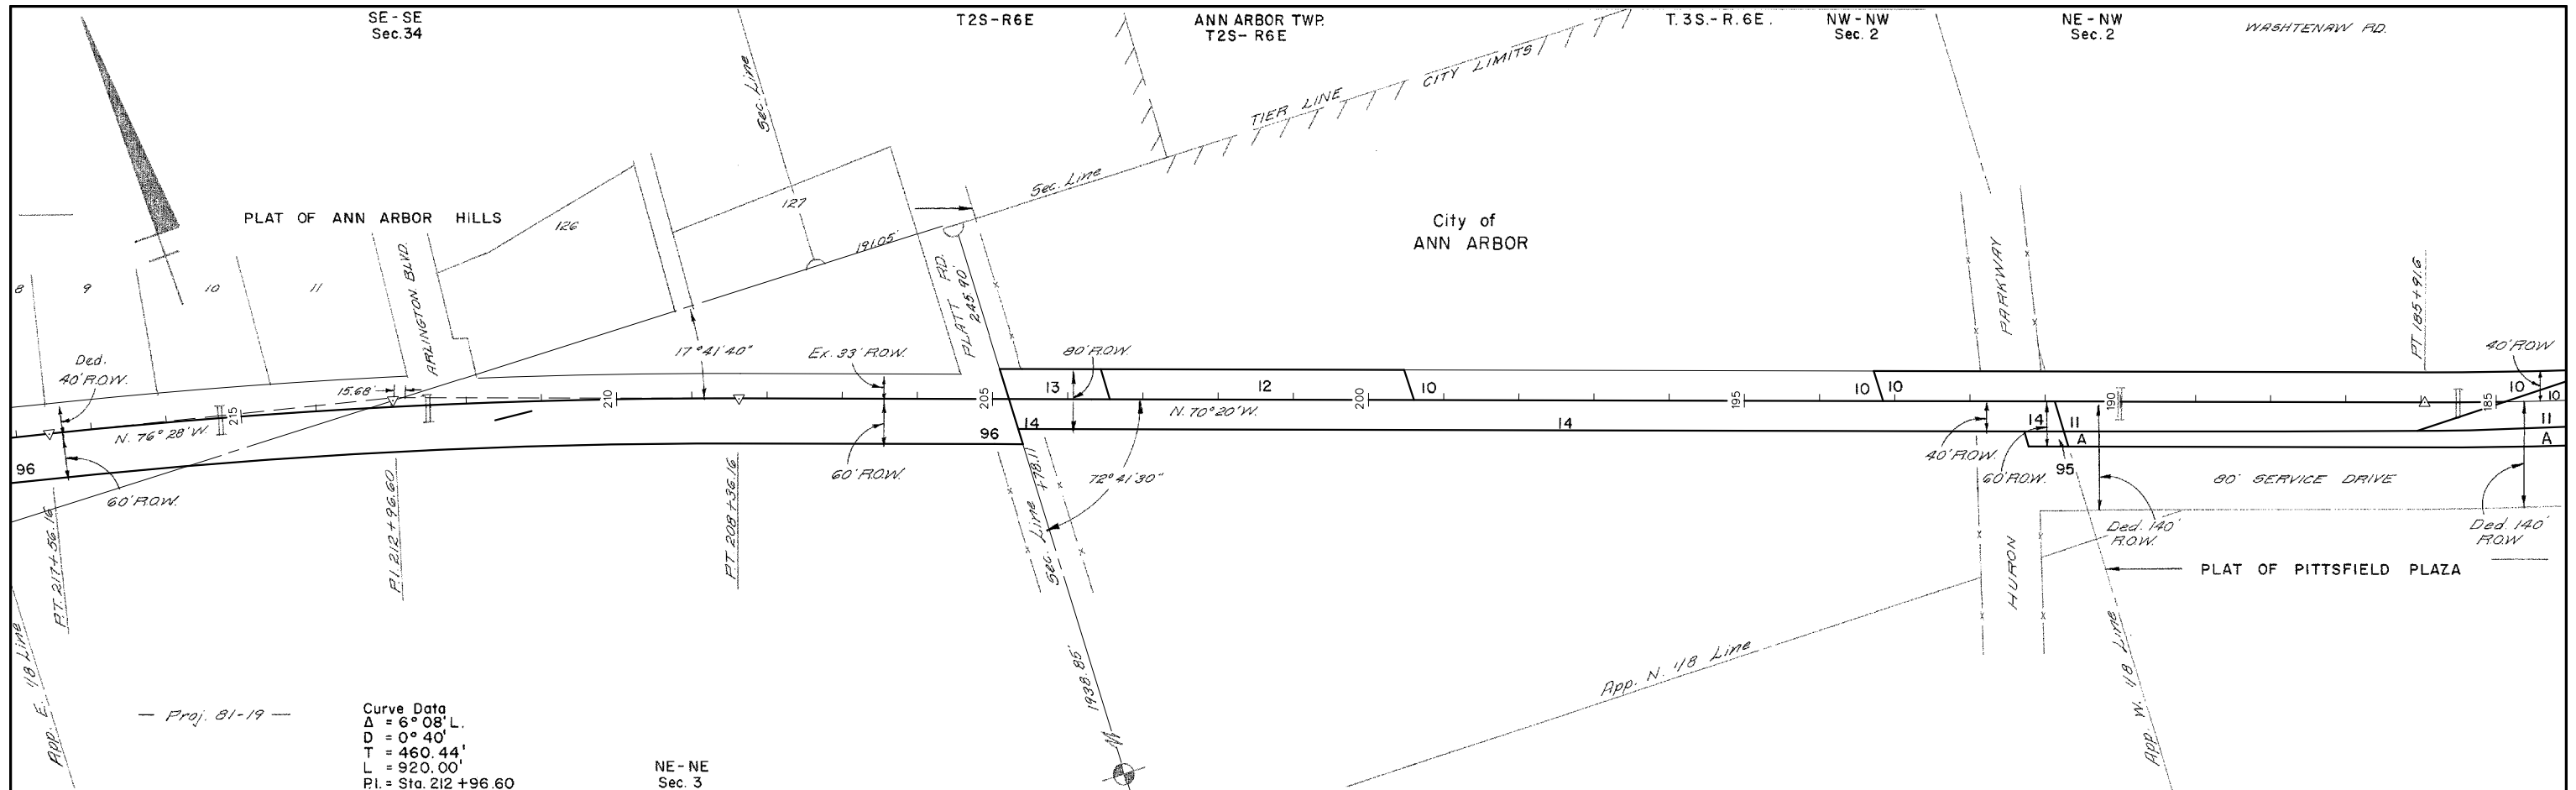 SE-SE
Sec. 34
T2S-R6E
ANN ARBOR TWP.
T2S-R6E
T.3S.-R.6E.
NW-NW
Sec. 2
NE-NW
Sec. 2
WASHTENAW RD.
Sec. Line
TIER LINE
CITY LIMITS
Sec. Line
PLAT OF ANN ARBOR HILLS
126
127
191.05'
City of
ANN ARBOR
8
9
10
11
ARLINGTON BLVD.
PLATT RD.
245.90'
PARKWAY
PT 185+91.6
Ded.
40' R.O.W.
15.68'
17°41'40"
Ex. 33' R.O.W.
80' R.O.W.
40' ROW
13
12
10
10
10
10
10
215
210
205
200
195
190
185
N. 76°28' W.
N. 70°20' W.
96
96
14
14
14
11
A
11
A
95
60' R.O.W.
60' R.O.W.
40' R.O.W.
60' R.O.W.
72°41'30"
80' SERVICE DRIVE
Ded. 140'
R.O.W.
Ded. 140'
R.O.W
P.T. 217+56.16
P.I. 212+96.60
P.T. 208+36.16
Sec. Line
+78.11
HURON
PLAT OF PITTSFIELD PLAZA
1938.85'
App. E. 1/8 Line
App. N. 1/8 Line
App. W. 1/8 Line
— Proj. 81-19 —
Curve Data
Δ = 6° 08' L.
D = 0° 40'
T = 460.44'
L = 920.00'
P.I. = Sta. 212+96.60
NE-NE
Sec. 3